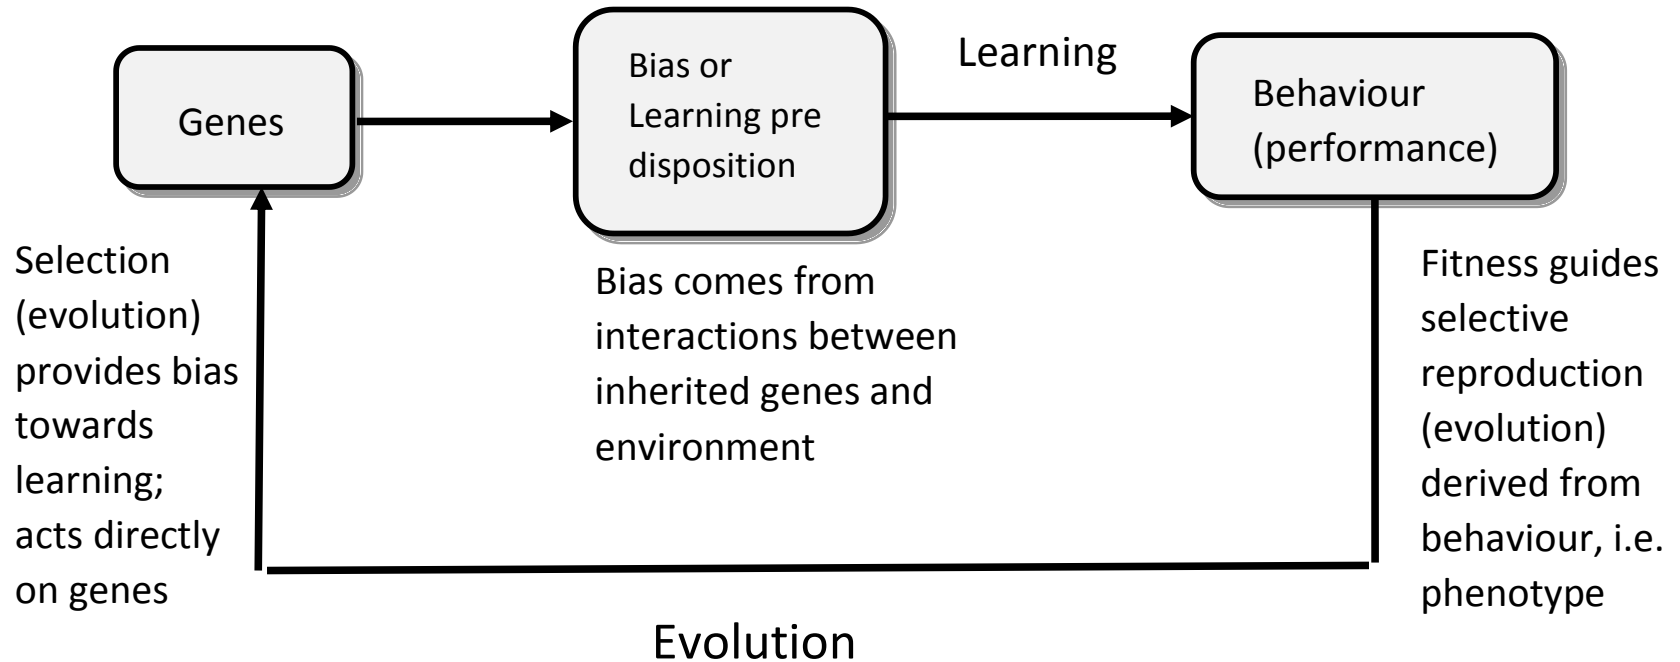 Genes
Bias or
Learning pre
disposition
Learning
Behaviour
(performance)
Selection
(evolution)
provides bias
towards
learning;
acts directly
on genes
Bias comes from
interactions between
inherited genes and
environment
Fitness guides
selective
reproduction
(evolution)
derived from
behaviour, i.e.
phenotype
Evolution